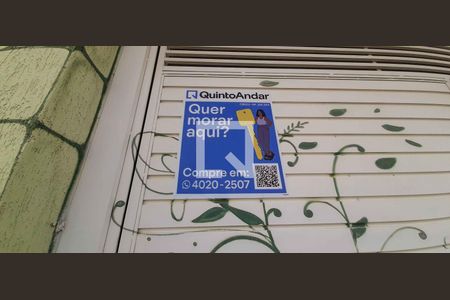 QuintoAndar
Quer
morar
aqui?
Compre em:
4020-2507